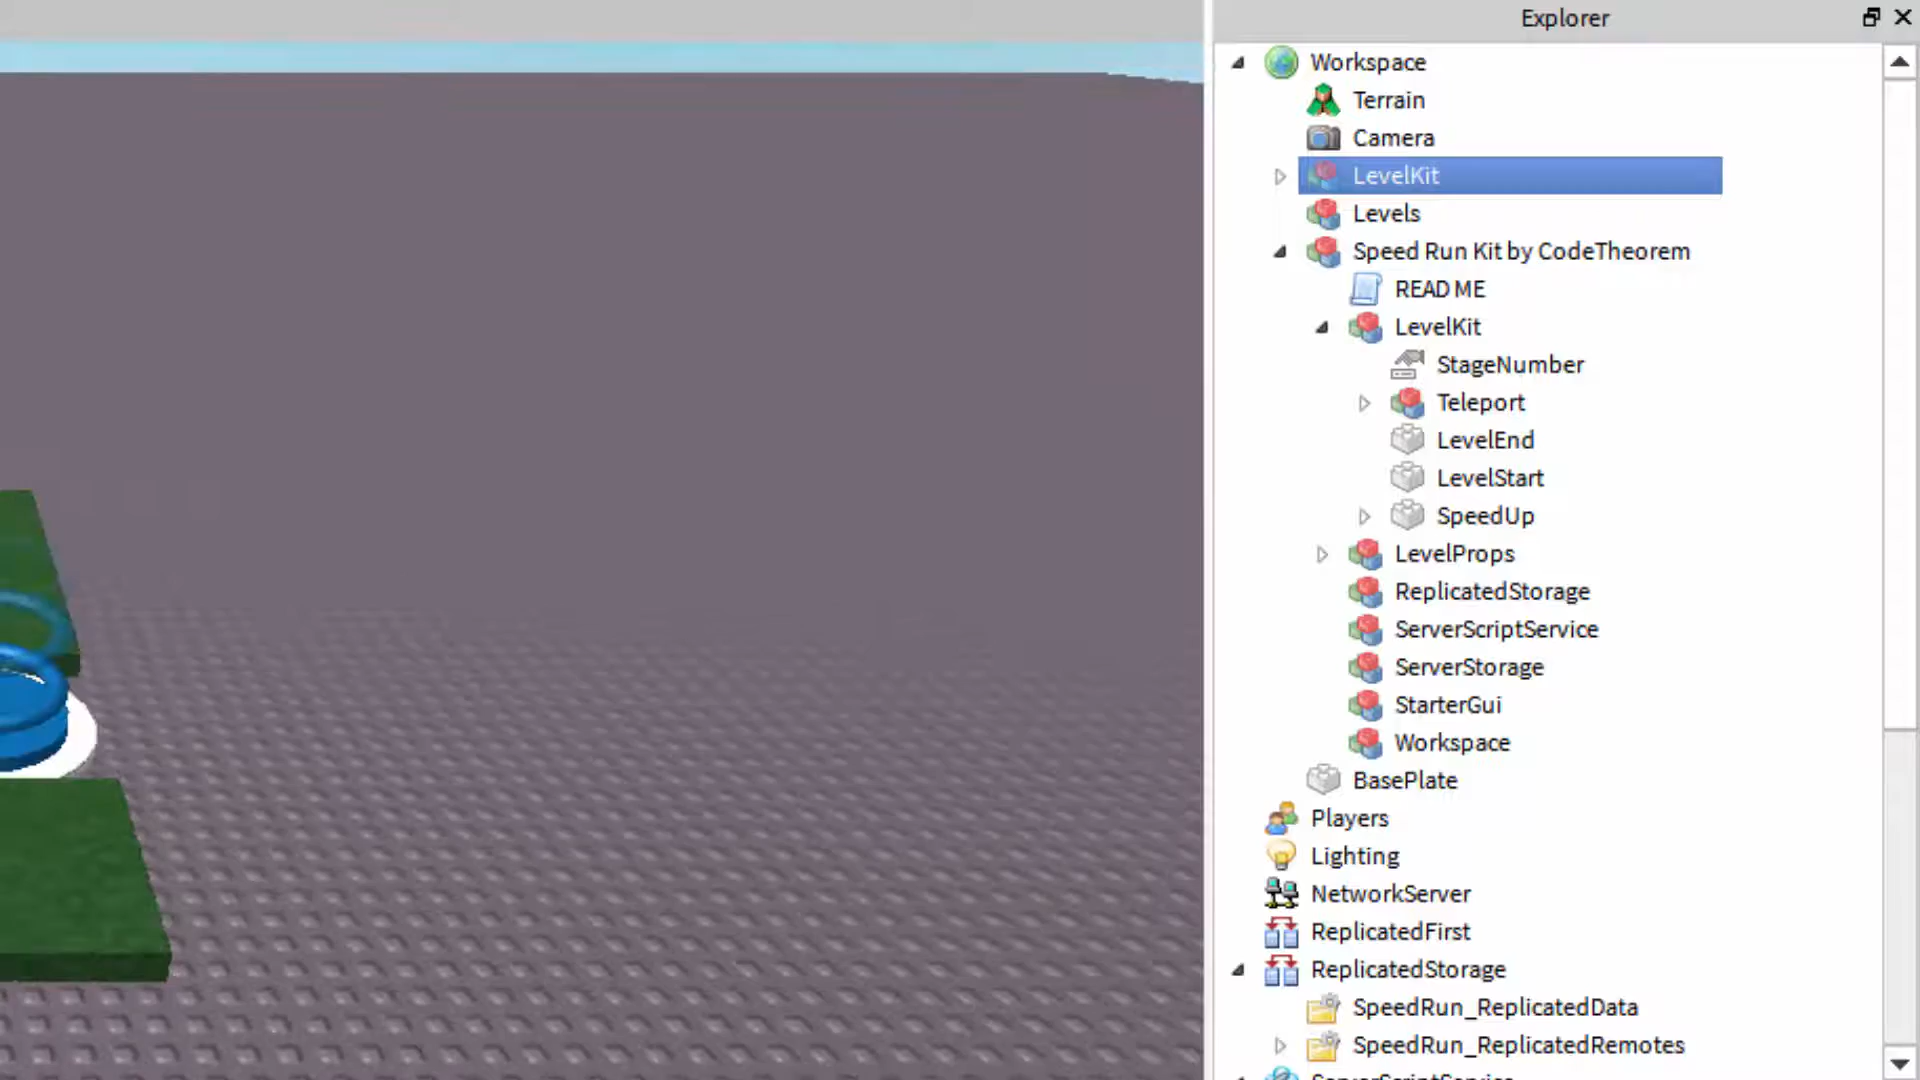 Explorer
Workspace
Terrain
Camera
LevelKit
Levels
Speed Run Kit by CodeTheorem
READ ME
LevelKit
StageNumber
Teleport
LevelEnd
LevelStart
SpeedUp
LevelProps
ReplicatedStorage
ServerScriptService
ServerStorage
StarterGui
Workspace
BasePlate
Players
Lighting
NetworkServer
ReplicatedFirst
ReplicatedStorage
SpeedRun_ReplicatedData
SpeedRun_ReplicatedRemotes
ServerScriptService